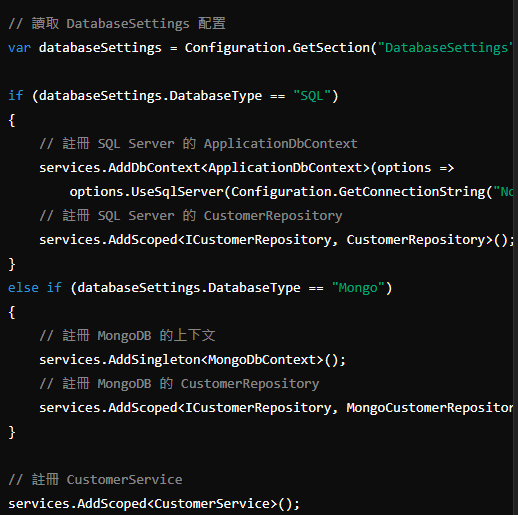 // 讀取 DatabaseSettings 配置
var databaseSettings = Configuration.GetSection("DatabaseSettings"
if (databaseSettings.DatabaseType == "SQL")
{
// 註冊 SQL Server 的 ApplicationDbContext
services.AddDbContext<ApplicationDbContext>(options =>
options.UseSqlServer(Configuration.GetConnectionString("No
// 註冊 SQL Server 的 CustomerRepository
services.AddScoped<ICustomerRepository, CustomerRepository>();
}
else if (databaseSettings.DatabaseType == "Mongo")
{
// 註冊 MongoDB 的上下文
services.AddSingleton<MongoDbContext>();
// 註冊 MongoDB 的 CustomerRepository
services.AddScoped<ICustomerRepository, MongoCustomerRepositor
}
// 註冊 CustomerService
services.AddScoped<CustomerService>();